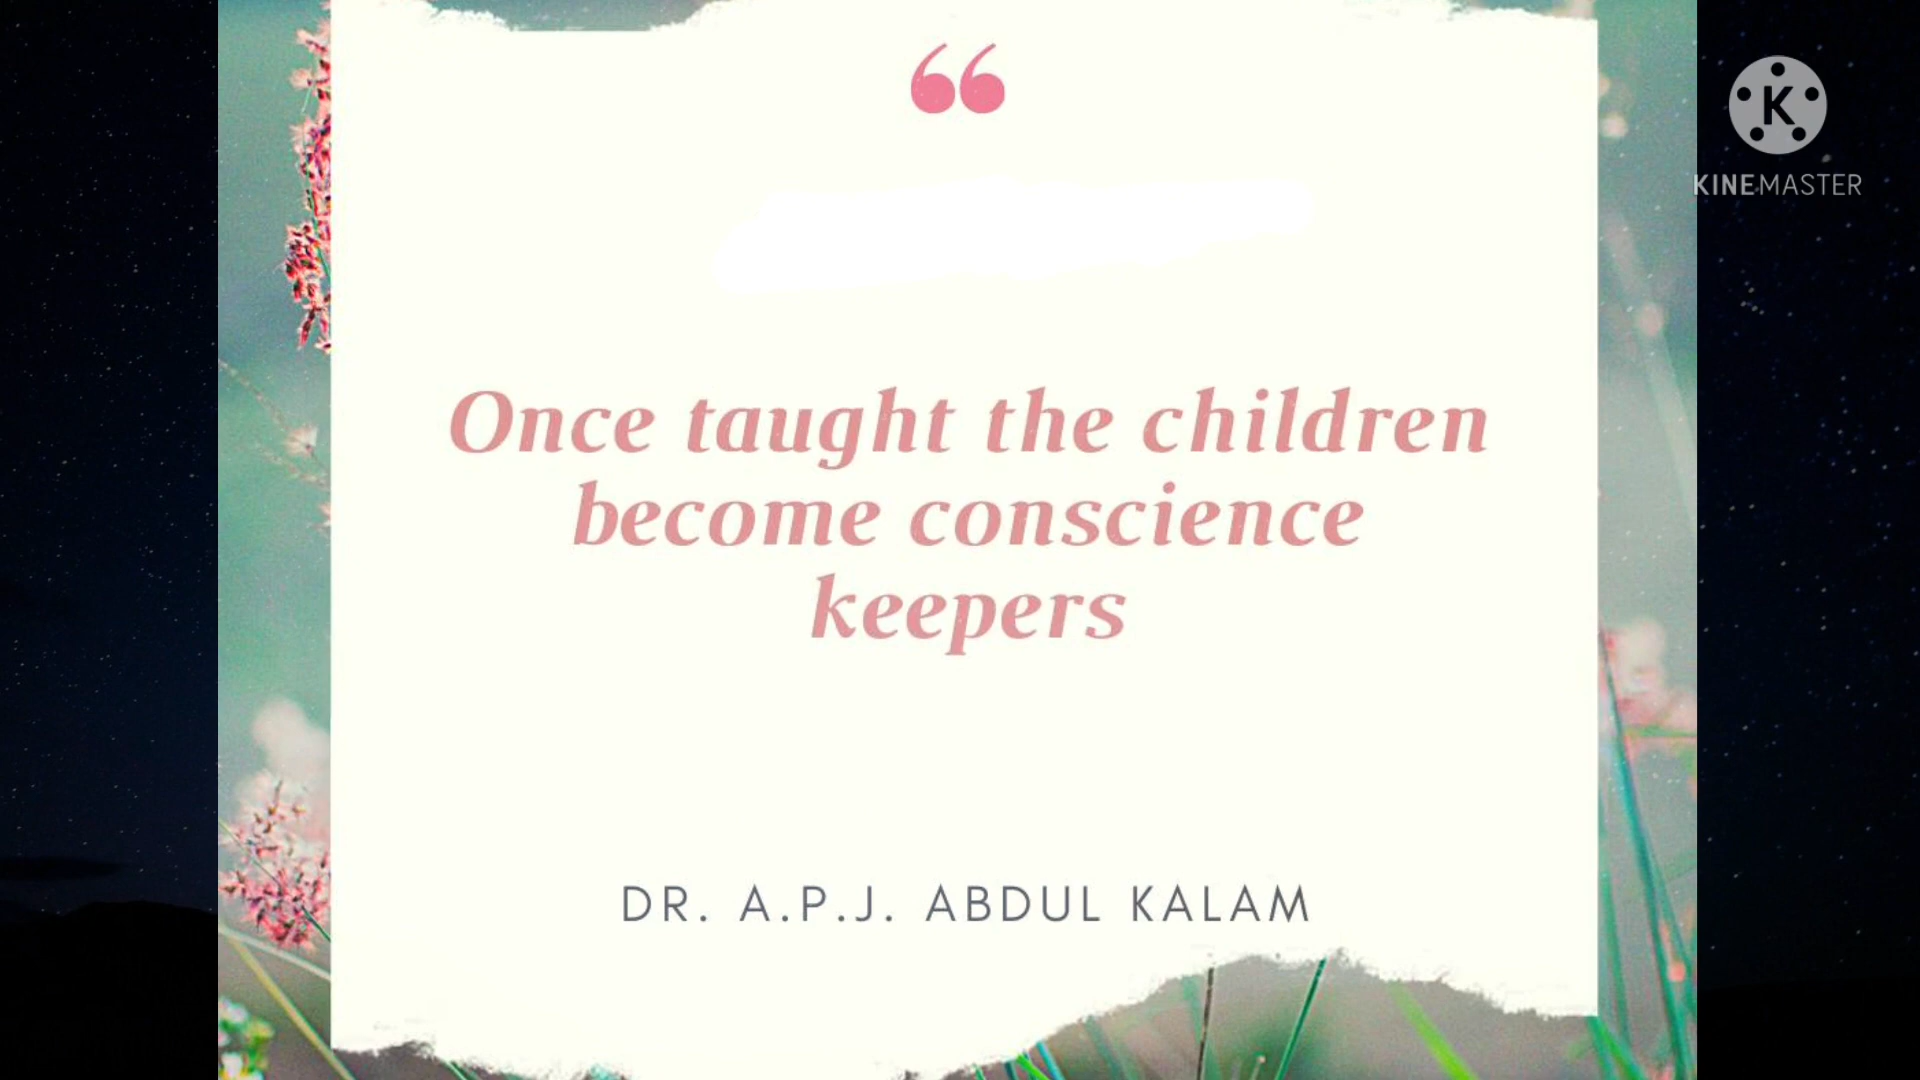 “
K
KINEMASTER
Once taught the children
become conscience
keepers
DR. A.P.J. ABDUL KALAM